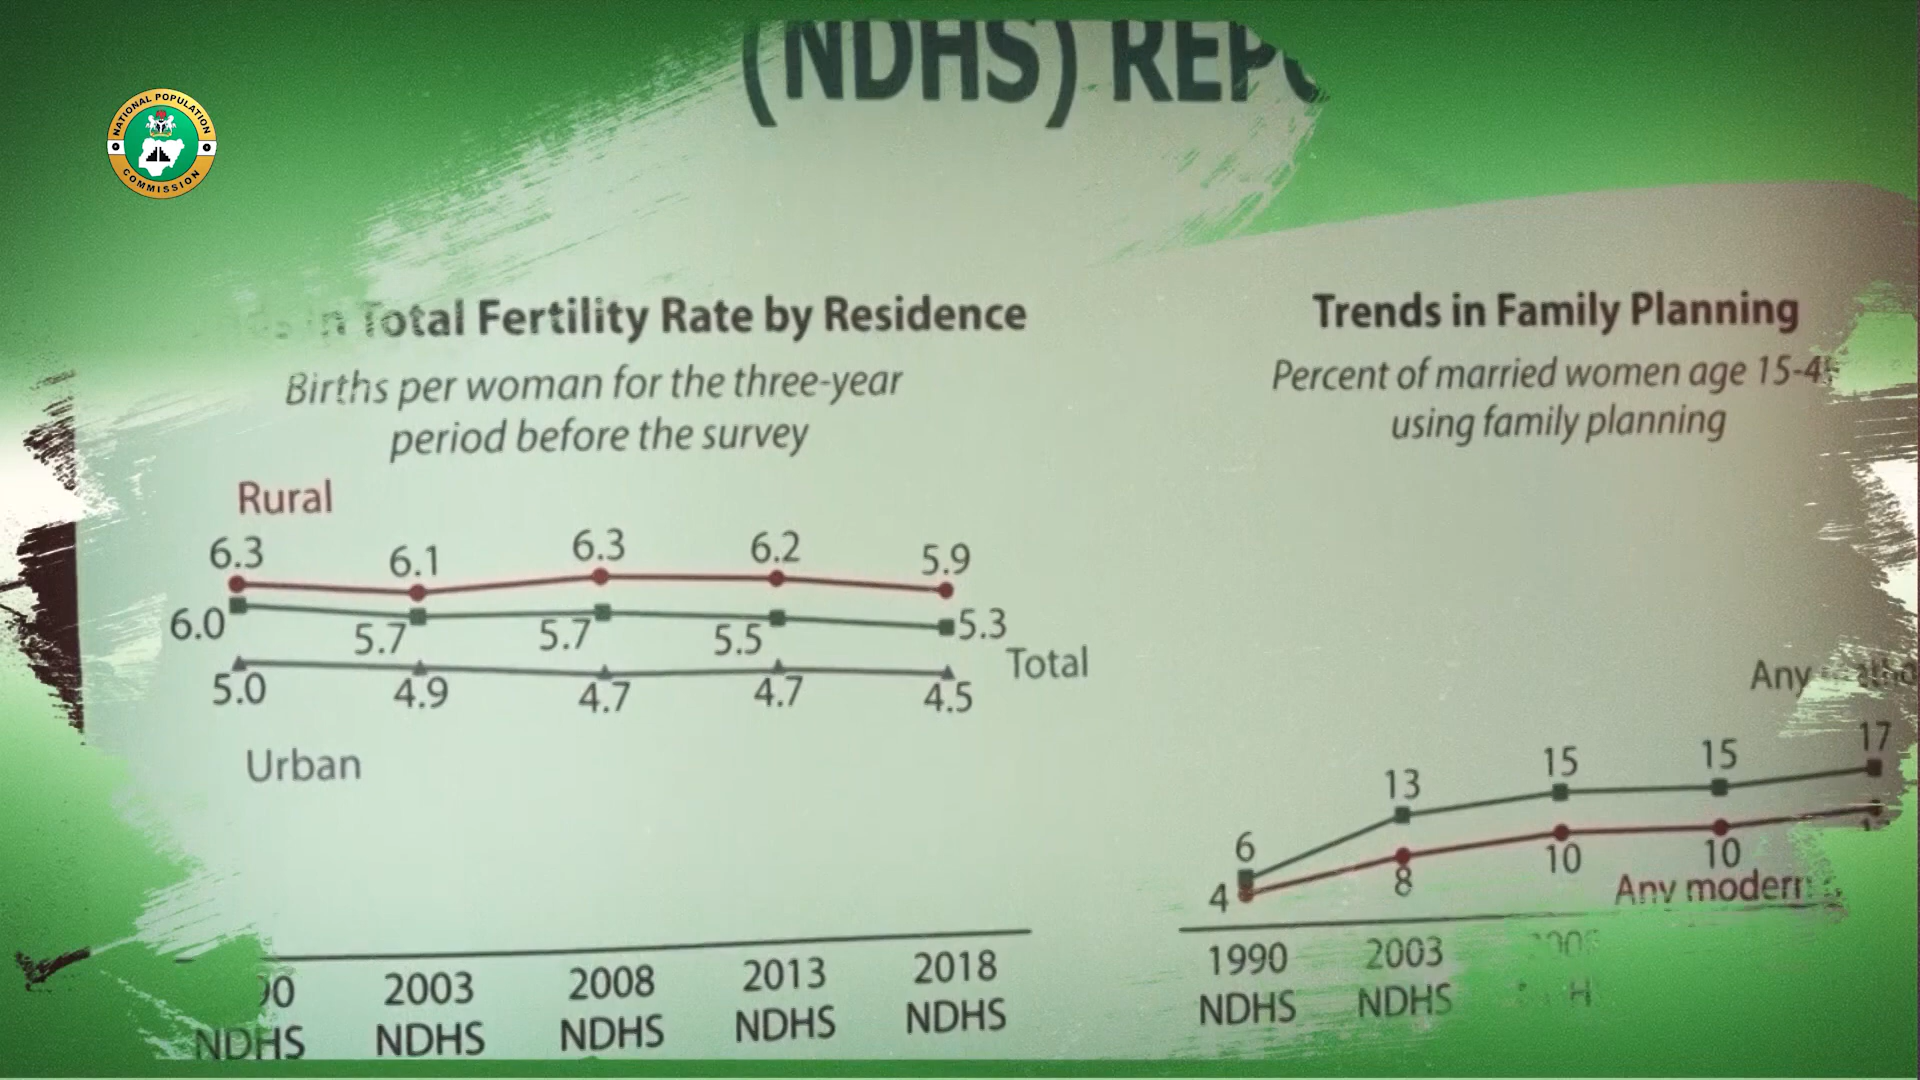 (NDHS) REPO
NATIONAL POPULATION
COMMISSION
in Total Fertility Rate by Residence
Births per woman for the three-year
period before the survey
Rural
6.3 6.1 6.3 6.2 5.9
6.0 5.7 5.7 5.5 5.3
Total
5.0 4.9 4.7 4.7 4.5
Urban
2003 2008 2013 2018
NDHS NDHS NDHS NDHS NDHS
Trends in Family Planning
Percent of married women age 15-4
using family planning
Any
6 13 15 15 17
4 8 10 10
Any modern
1990 2003
NDHS NDHS